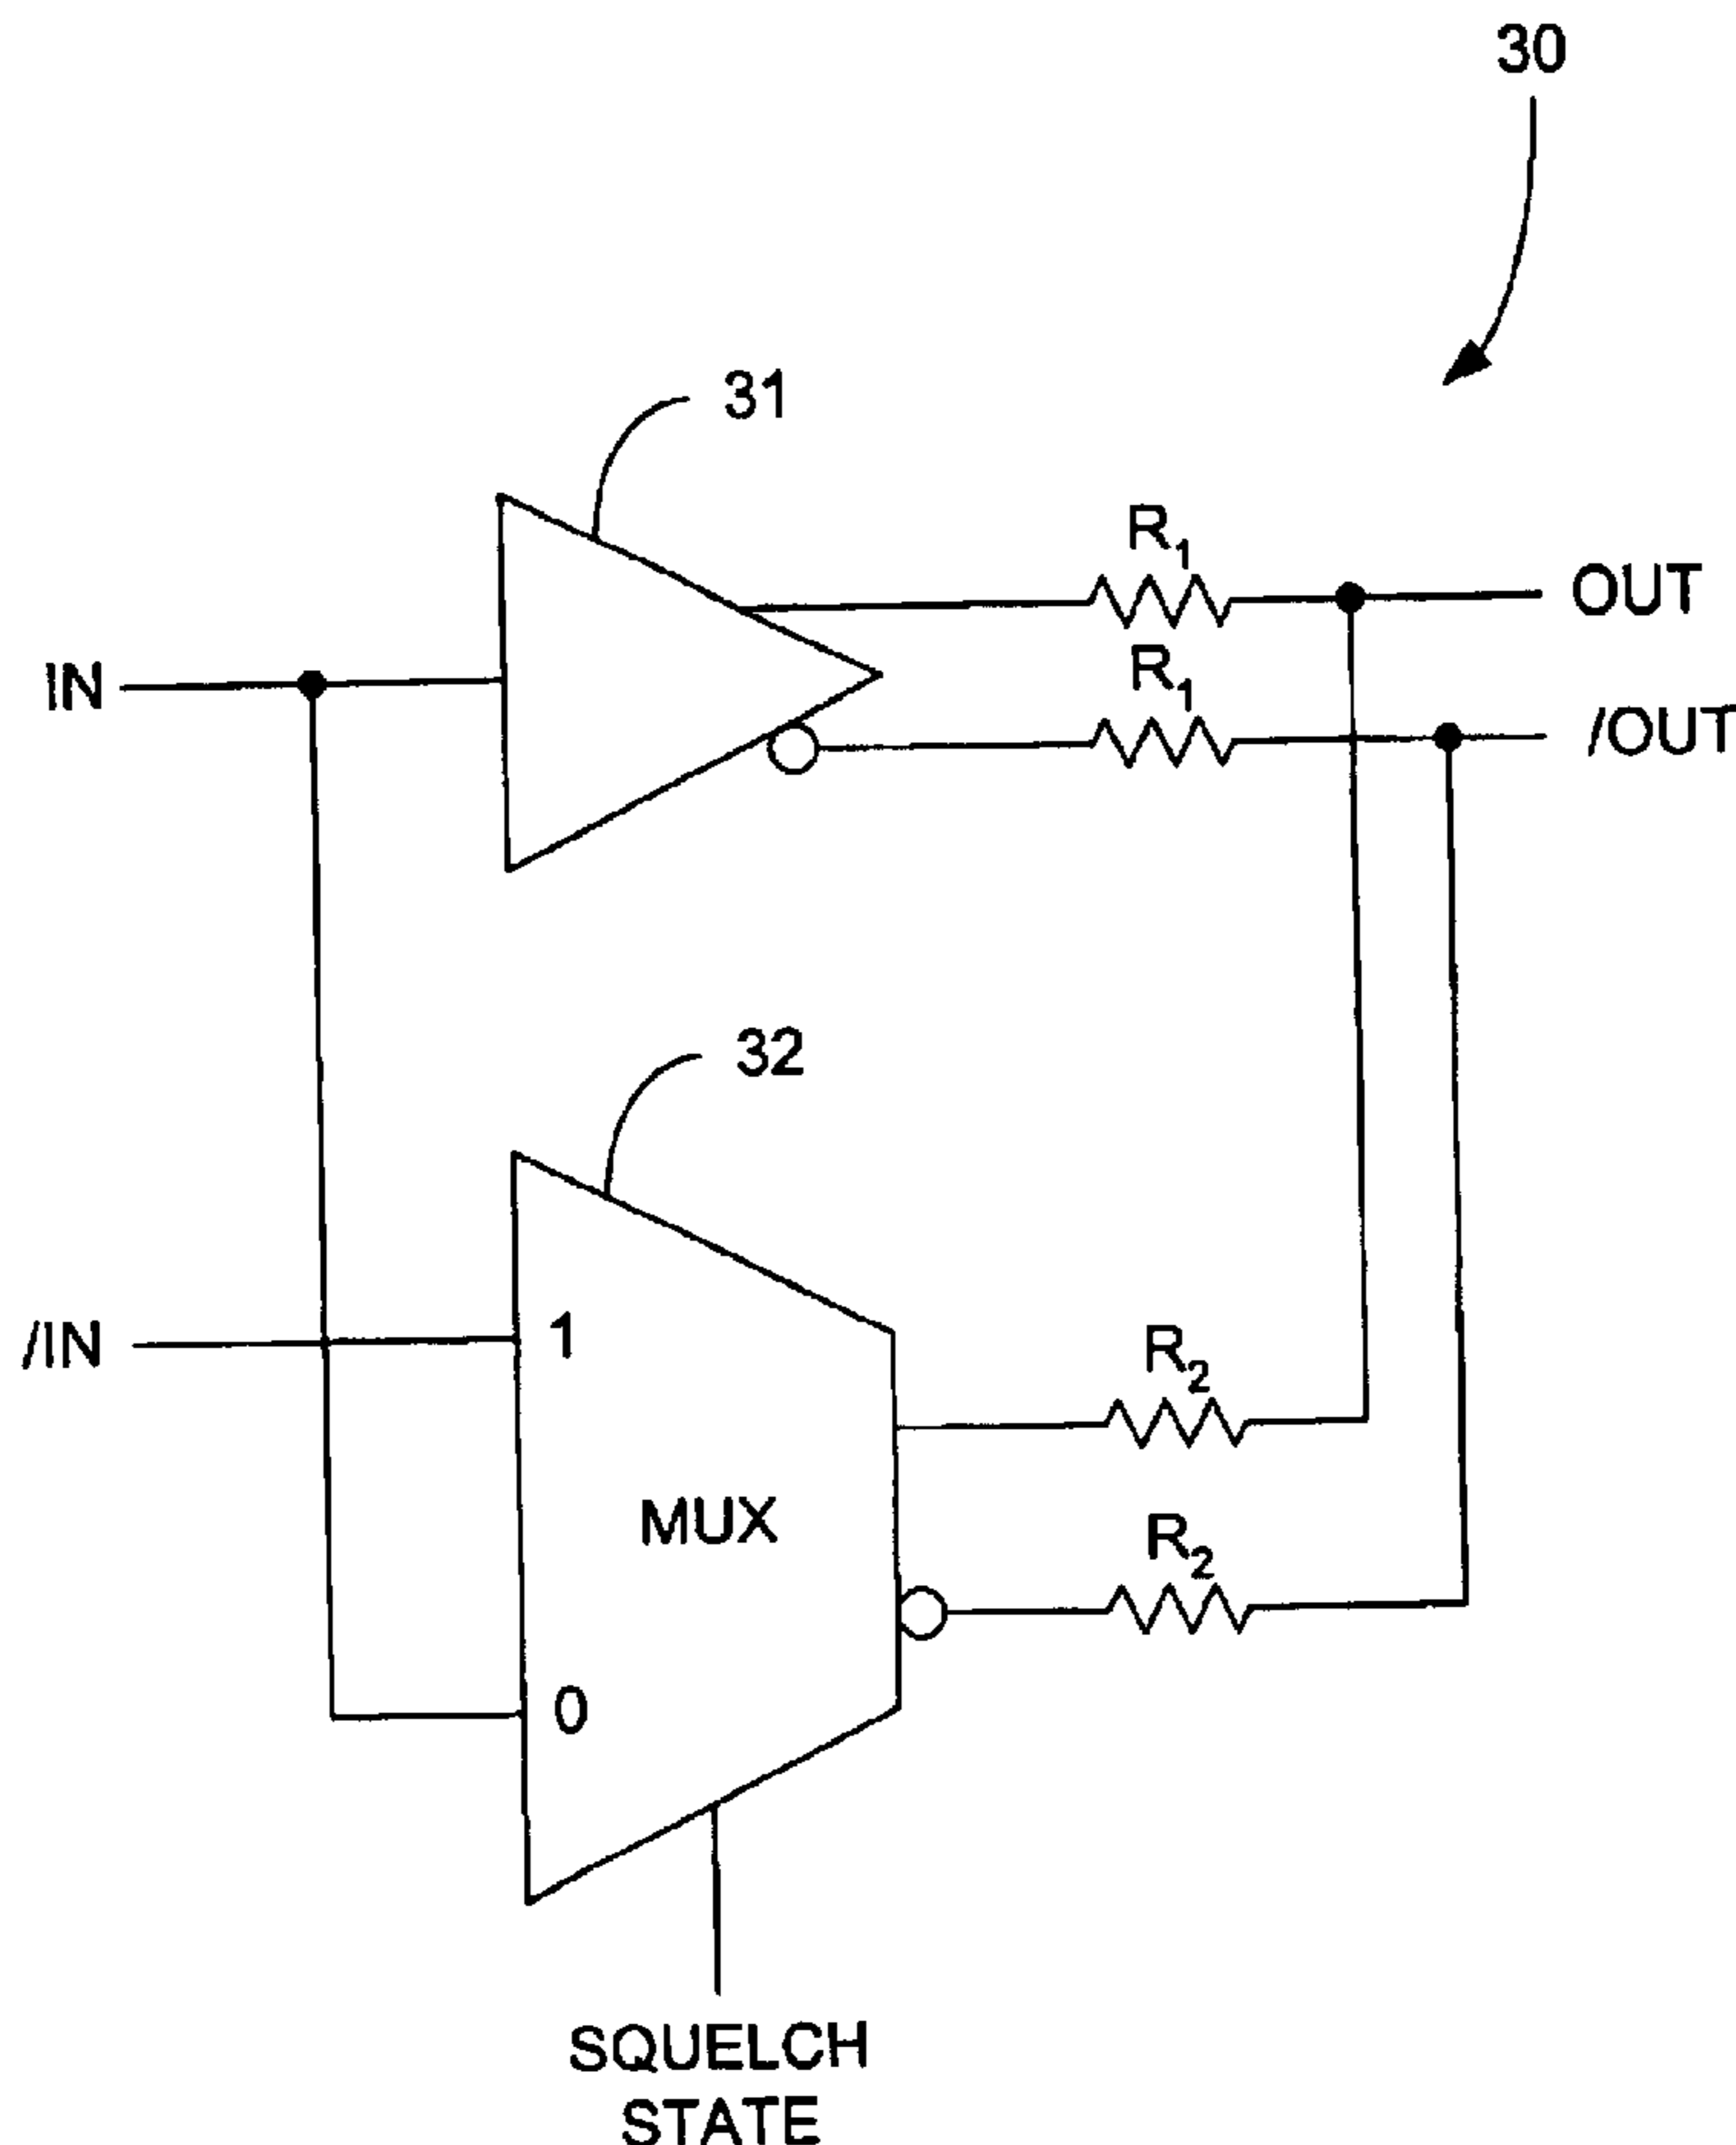 30
31
R1
OUT
R1
IN
/OUT
32
/IN
1
R2
MUX
R2
0
SQUELCH
STATE